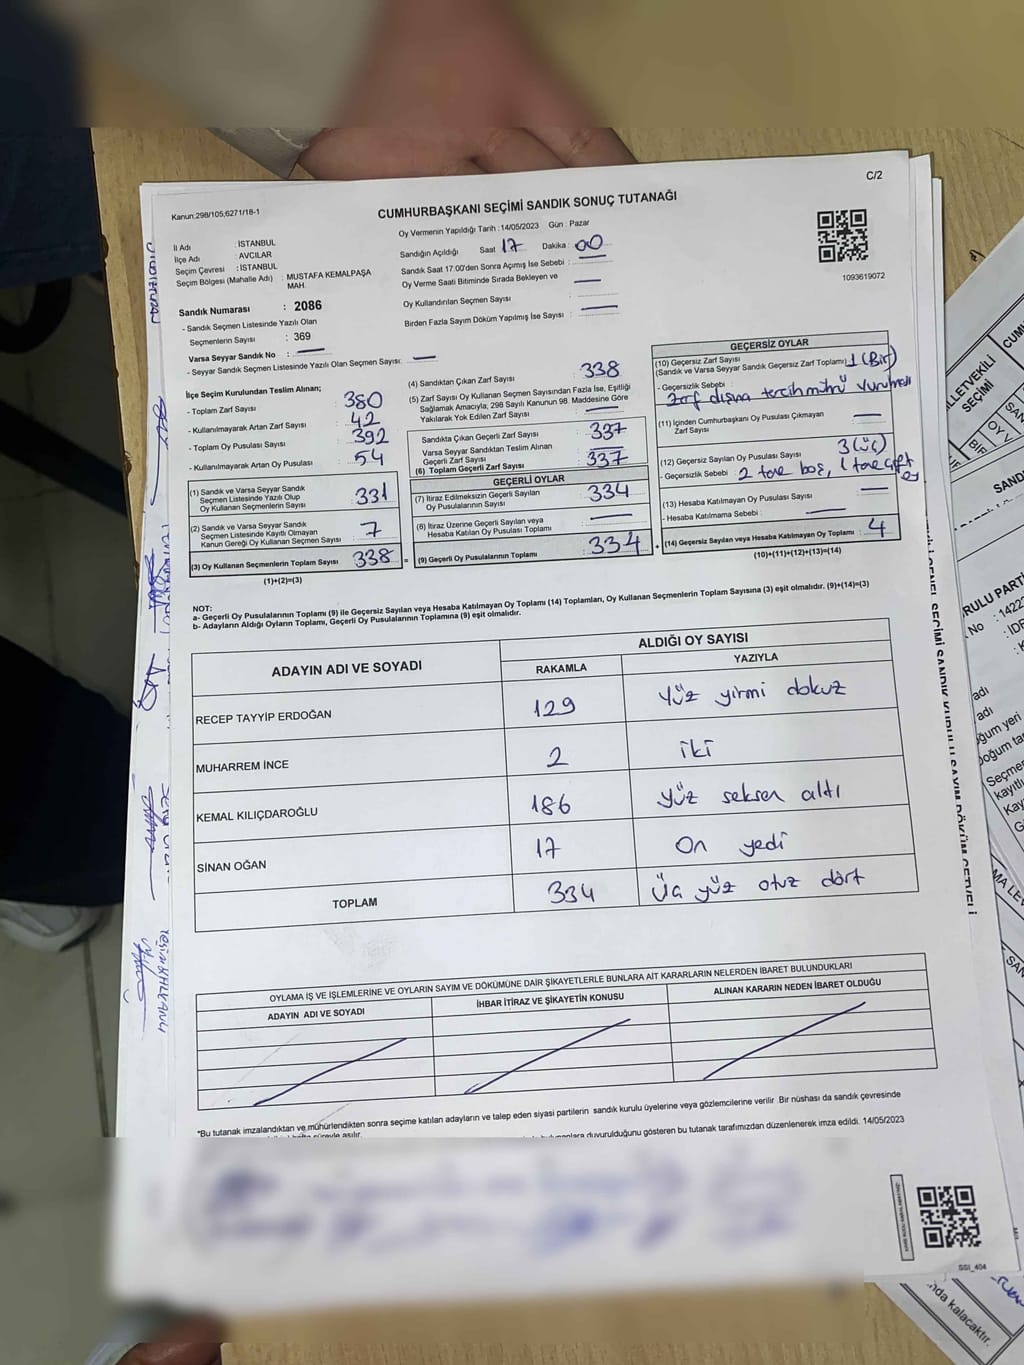 C/2
Kanun:298/105;6271/18-1
CUMHURBAŞKANI SEÇİMİ SANDIK SONUÇ TUTANAĞI
Oy Vermenin Yapıldığı Tarih :14/05/2023 Gün : Pazar
İl Adı : İSTANBUL
İlçe Adı : AVCILAR
Seçim Çevresi : İSTANBUL
Seçim Bölgesi (Mahalle Adı) : MUSTAFA KEMALPAŞA MAH.
Sandığın Açıldığı Saat 17 Dakika : 00
Sandık Saat 17.00'den Sonra Açımış İse Sebebi :
Oy Verme Saati Bitiminde Sırada Bekleyen ve
Oy Kullandırılan Seçmen Sayısı :
Birden Fazla Sayım Döküm Yapılmış İse Sayısı :
1093619072
Sandık Numarası : 2086
- Sandık Seçmen Listesinde Yazılı Olan
Seçmenlerin Sayısı : 369
Varsa Seyyar Sandık No :
- Seyyar Sandık Seçmen Listesinde Yazılı Olan Seçmen Sayısı:
İlçe Seçim Kurulundan Teslim Alınan;
- Toplam Zarf Sayısı 380
- Kullanılmayarak Artan Zarf Sayısı 42
- Toplam Oy Pusulası Sayısı 392
- Kullanılmayarak Artan Oy Pusulası 54
(1) Sandık ve Varsa Seyyar Sandık
Seçmen Listesinde Yazılı Olup
Oy Kullanan Seçmenlerin Sayısı 331
(2) Sandık ve Varsa Seyyar Sandık
Seçmen Listesinde Kayıtlı Olmayan
Kanun Gereği Oy Kullanan Seçmen Sayısı 7
(3) Oy Kullanan Seçmenlerin Toplam Sayısı 338
(1)+(2)=(3)
(4) Sandıktan Çıkan Zarf Sayısı : 338
(5) Zarf Sayısı Oy Kullanan Seçmen Sayısından Fazla İse, Eşitliği
Sağlamak Amacıyla, 298 Sayılı Kanunun 98. Maddesine Göre
Yakılarak Yok Edilen Zarf Sayısı :
Sandıkta Çıkan Geçerli Zarf Sayısı : 337
Varsa Seyyar Sandıktan Teslim Alınan
Geçerli Zarf Sayısı
(6) Toplam Geçerli Zarf Sayısı : 337
GEÇERLİ OYLAR
(7) İtiraz Edilmeksizin Geçerli Sayılan
Oy Pusulalarının Sayısı : 334
(8) İtiraz Üzerine Geçerli Sayılan veya
Hesaba Katılan Oy Pusulası Toplamı :
(9) Geçerli Oy Pusulalarının Toplamı : 334
GEÇERSİZ OYLAR
(10) Geçersiz Zarf Sayısı
(Sandık ve Varsa Seyyar Sandık Geçersiz Zarf Toplamı) 1 (Bir)
- Geçersizlik Sebebi :
Zarf dışına tercih mührü vurulmalı
(11) İçinden Cumhurbaşkanı Oy Pusulası Çıkmayan
Zarf Sayısı
(12) Geçersiz Sayılan Oy Pusulası Sayısı : 3 (üç)
- Geçersizlik Sebebi : 2 tane boş, 1 tane çift oy
(13) Hesaba Katılmayan Oy Pusulası Sayısı :
- Hesaba Katılmama Sebebi :
+ (14) Geçersiz Sayılan veya Hesaba Katılmayan Oy Toplamı : 4
(10)+(11)+(12)+(13)=(14)
NOT:
a- Geçerli Oy Pusulalarının Toplamı (9) ile Geçersiz Sayılan veya Hesaba Katılmayan Oy Toplamı (14) Toplamları, Oy Kullanan Seçmenlerin Toplam Sayısına (3) eşit olmalıdır. (9)+(14)=(3)
b- Adayların Aldığı Oyların Toplamı, Geçerli Oy Pusulalarının Toplamına (9) eşit olmalıdır.
ADAYIN ADI VE SOYADI
ALDIĞI OY SAYISI
RAKAMLA YAZIYLA
RECEP TAYYİP ERDOĞAN 129 Yüz yirmi dokuz
MUHARREM İNCE 2 iki
KEMAL KILIÇDAROĞLU 186 Yüz seksen altı
SİNAN OĞAN 17 On yedi
TOPLAM 334 Üç yüz otuz dört
OYLAMA İŞ VE İŞLEMLERİNE VE OYLARIN SAYIM VE DÖKÜMÜNE DAİR ŞİKAYETLERLE BUNLARA AİT KARARLARIN NELERDEN İBARET BULUNDUKLARI
ADAYIN ADI VE SOYADI İHBAR İTİRAZ VE ŞİKAYETİN KONUSU ALINAN KARARIN NEDEN İBARET OLDUĞU
*Bu tutanak imzalandıktan ve mühürlendikten sonra seçime katılan adayların ve talep eden siyasi partilerin sandık kurulu üyelerine veya gözlemcilerine verilir. Bir nüshası da sandık çevresinde
duyurulduğunu gösteren bu tutanak tarafımızdan düzenlenerek imza edildi. 14/05/2023
SSI_404
SEÇİMİ
OY V
BİR
SAND
: 1422
nda kalacaktır.